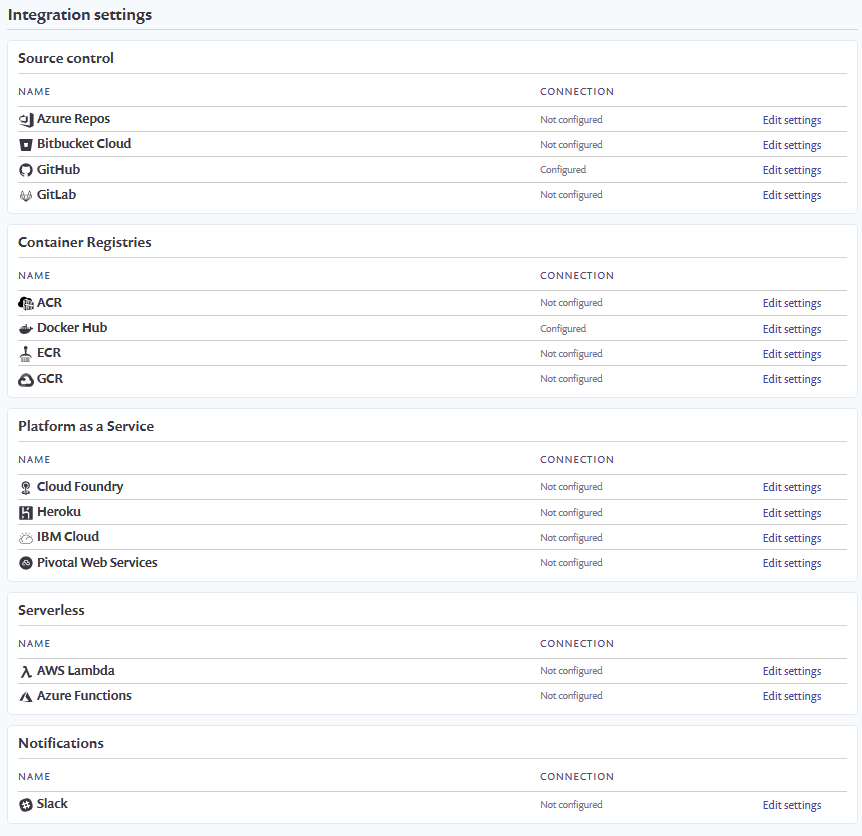 Integration settings
Source control
NAME CONNECTION
Azure Repos Not configured Edit settings
Bitbucket Cloud Not configured Edit settings
GitHub Configured Edit settings
GitLab Not configured Edit settings
Container Registries
NAME CONNECTION
ACR Not configured Edit settings
Docker Hub Configured Edit settings
ECR Not configured Edit settings
GCR Not configured Edit settings
Platform as a Service
NAME CONNECTION
Cloud Foundry Not configured Edit settings
Heroku Not configured Edit settings
IBM Cloud Not configured Edit settings
Pivotal Web Services Not configured Edit settings
Serverless
NAME CONNECTION
AWS Lambda Not configured Edit settings
Azure Functions Not configured Edit settings
Notifications
NAME CONNECTION
Slack Not configured Edit settings